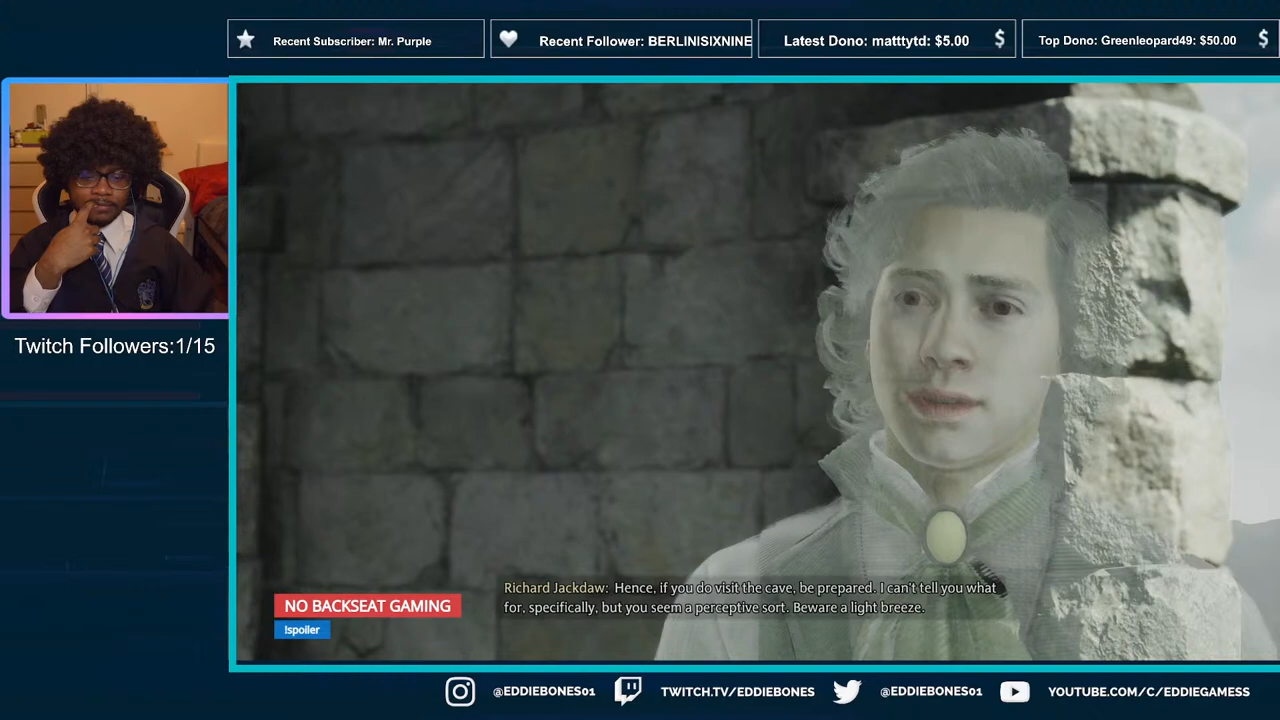 Recent Subscriber: Mr. Purple
Recent Follower: BERLINISIXNINE
Latest Dono: matttytd: $5.00 $
Top Dono: Greenleopard49: $50.00 $
Twitch Followers:1/15
Richard Jackdaw: Hence, if you do visit the cave, be prepared. I can't tell you what
for, specifically, but you seem a perceptive sort. Beware a light breeze.
NO BACKSEAT GAMING
!spoiler
@EDDIEBONES01
TWITCH.TV/EDDIEBONES
@EDDIEBONES01
YOUTUBE.COM/C/EDDIEGAMESS